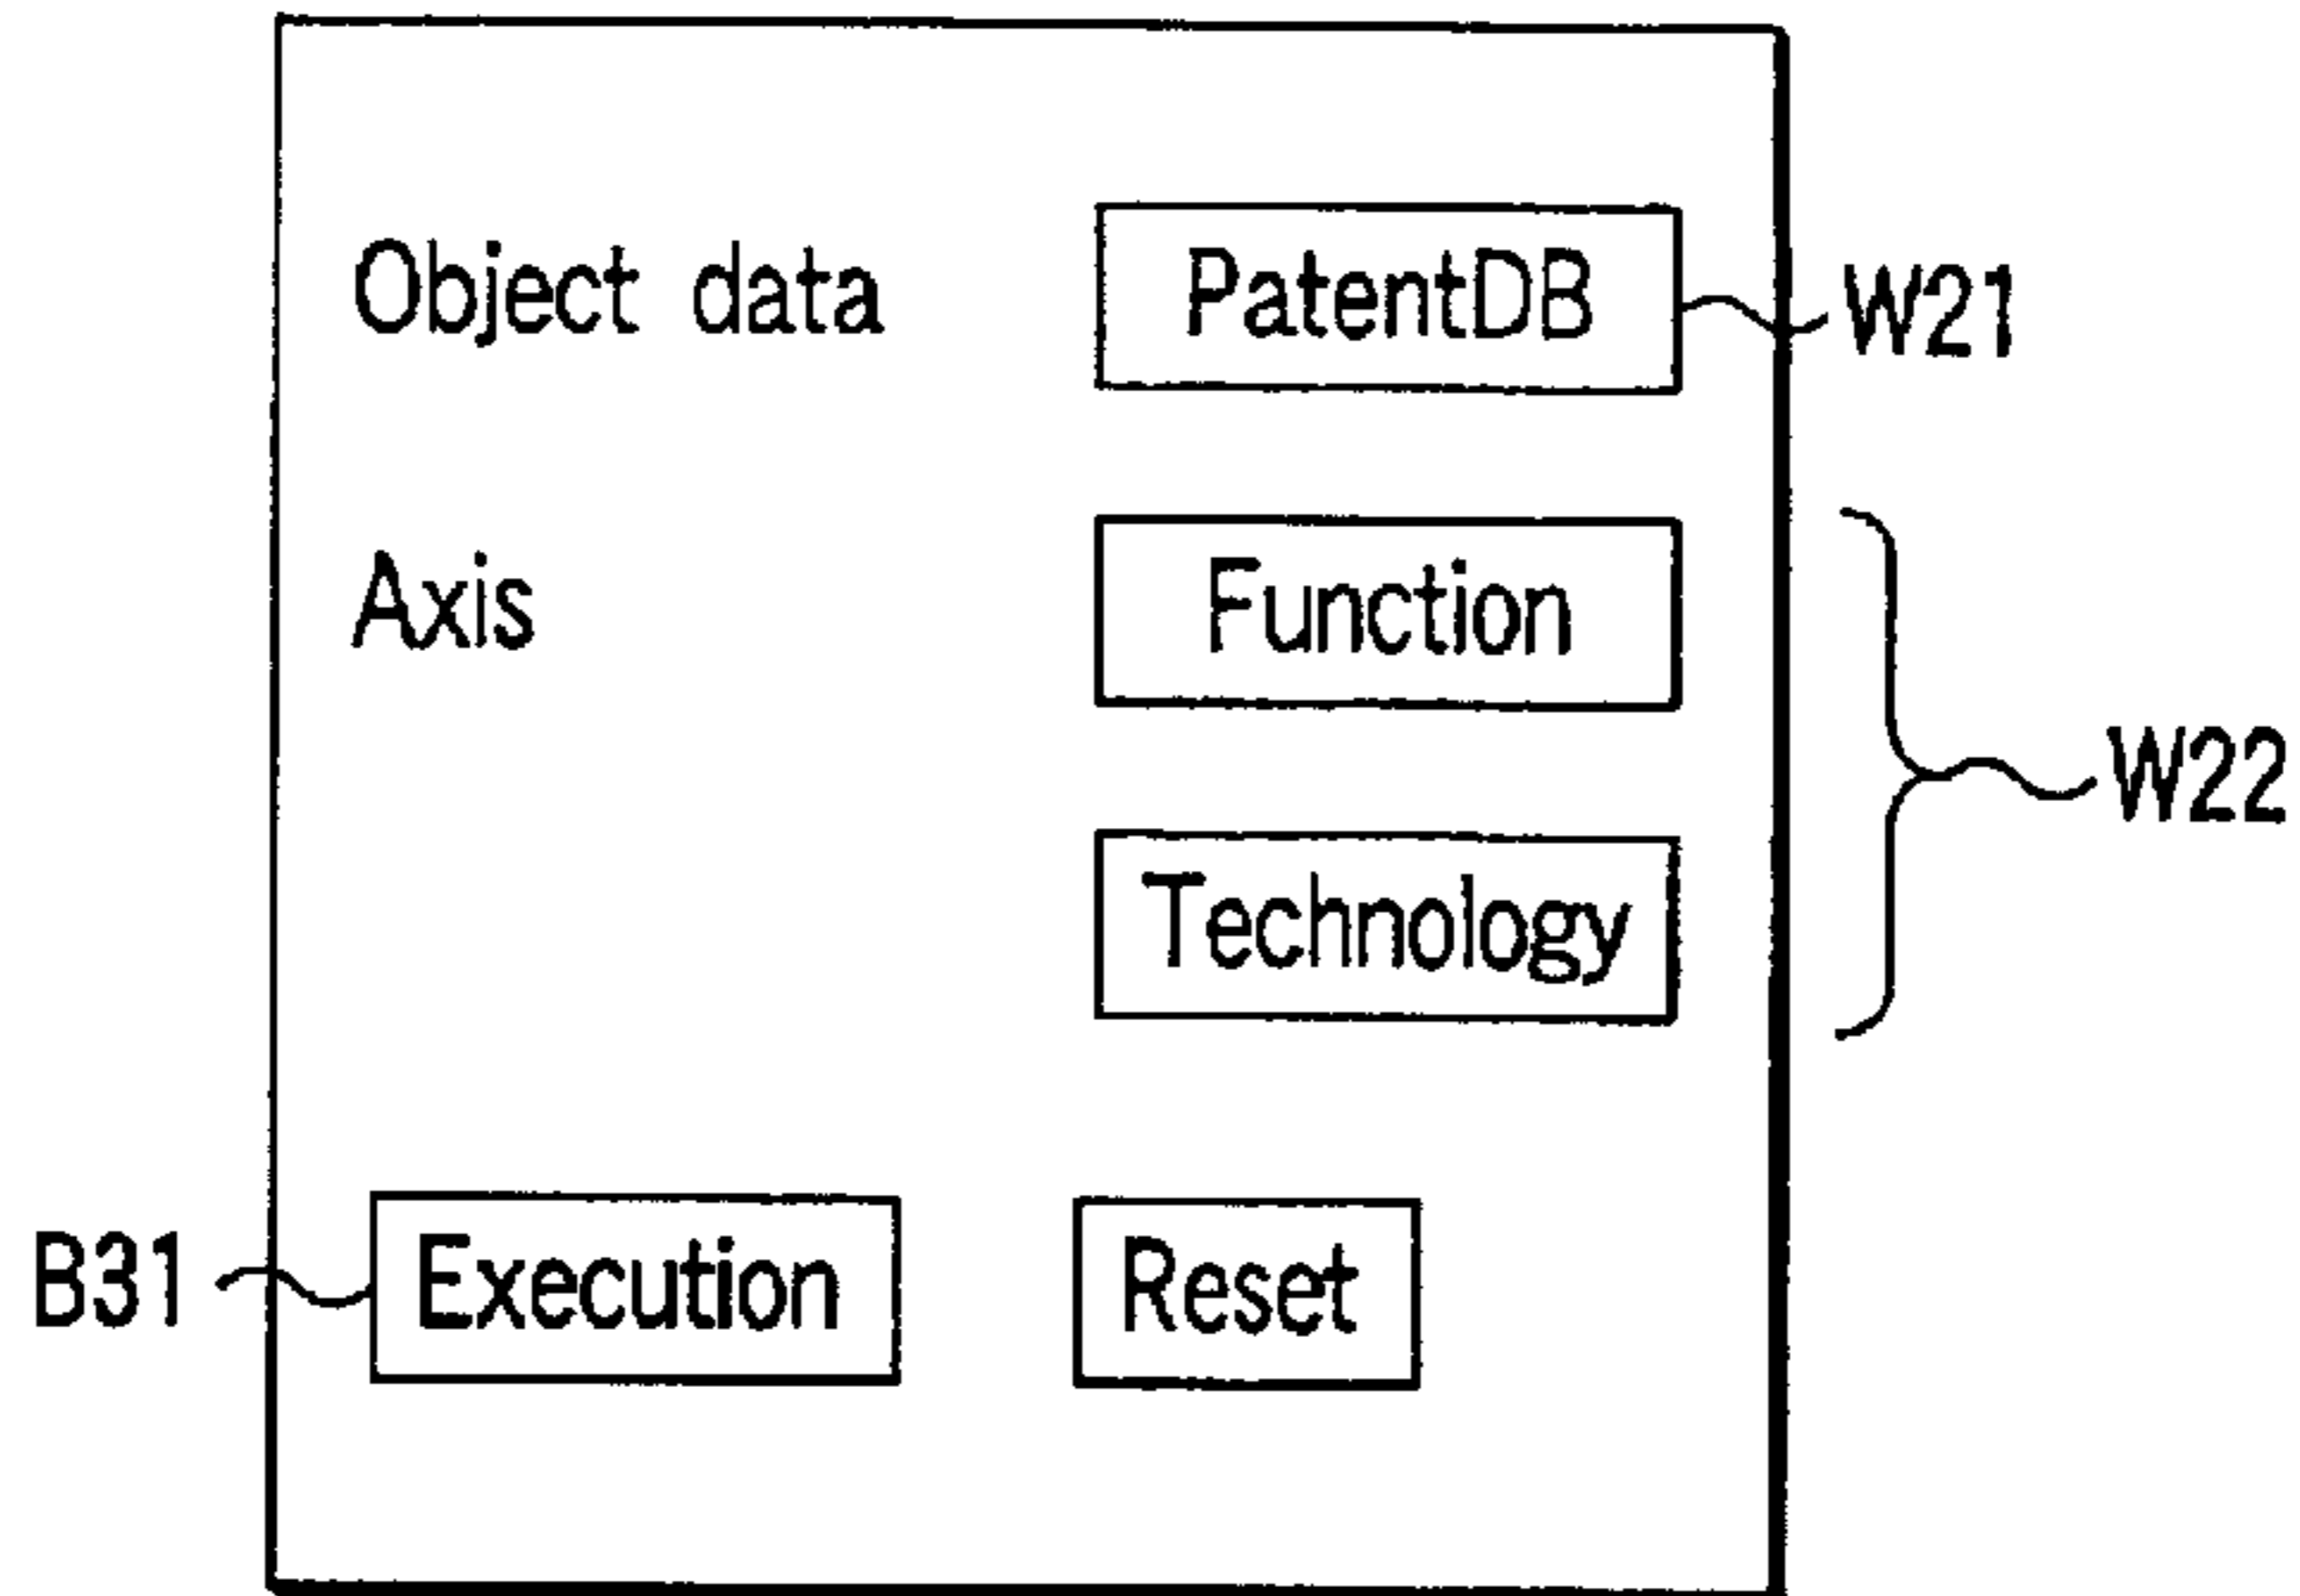 Object data PatentDB W21
Axis Function
W22
Technology
B31 Execution Reset